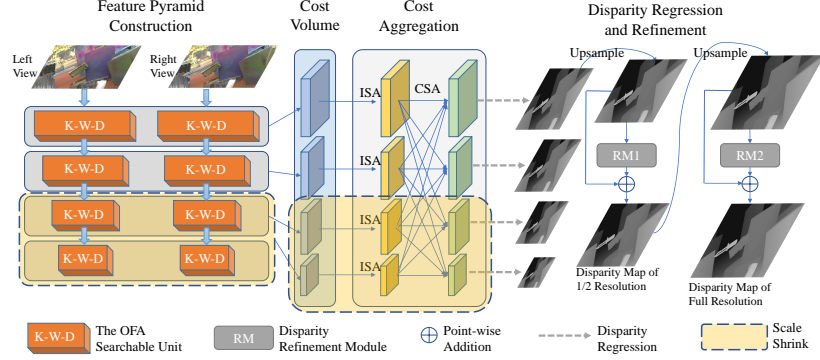 Feature Pyramid
Construction
Cost
Volume
Cost
Aggregation
Disparity Regression
and Refinement
Left
View
Right
View
Upsample
Upsample
K-W-D
K-W-D
K-W-D
K-W-D
K-W-D
K-W-D
K-W-D
K-W-D
ISA
ISA
ISA
ISA
CSA
RM1
RM2
Disparity Map of
1/2 Resolution
Disparity Map of
Full Resolution
K-W-D
The OFA
Searchable Unit
RM
Disparity
Refinement Module
Point-wise
Addition
Disparity
Regression
Scale
Shrink